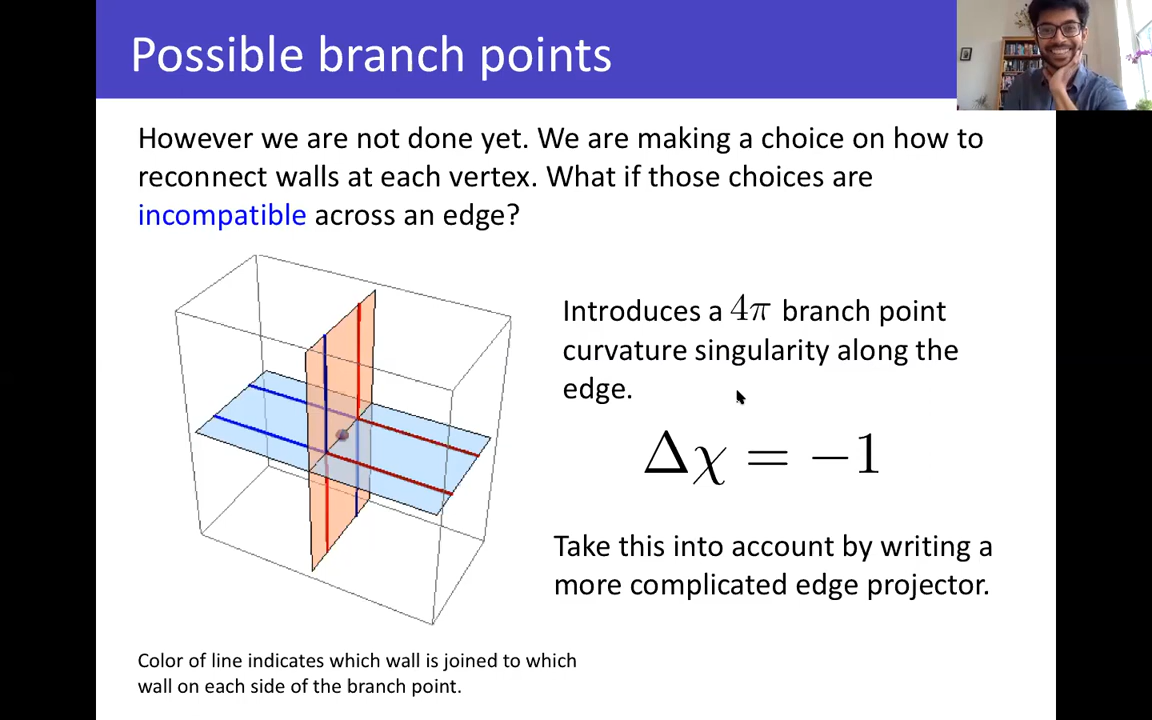 Possible branch points
However we are not done yet. We are making a choice on how to
reconnect walls at each vertex. What if those choices are
incompatible across an edge?
Introduces a 4π branch point
curvature singularity along the
edge.
Δχ = −1
Take this into account by writing a
more complicated edge projector.
Color of line indicates which wall is joined to which
wall on each side of the branch point.